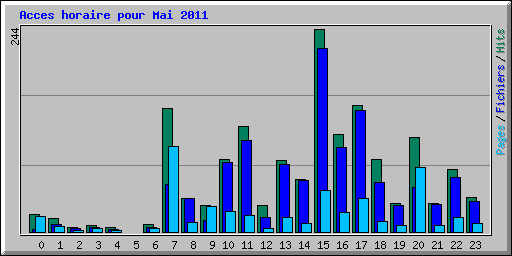 Acces horaire pour Mai 2011
244
Pages / Fichiers / Hits
0 1 2 3 4 5 6 7 8 9 10 11 12 13 14 15 16 17 18 19 20 21 22 23